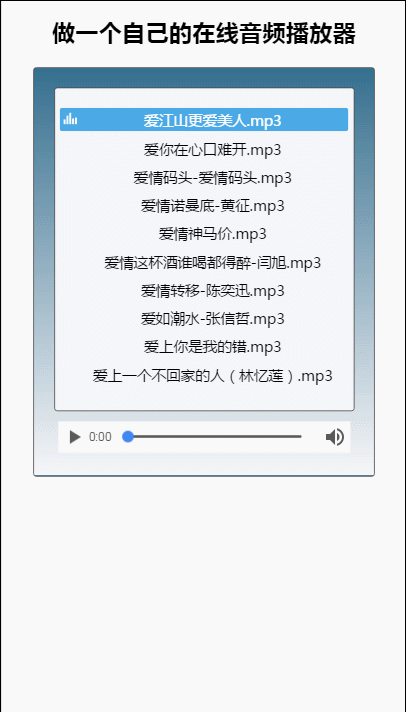 做一个自己的在线音频播放器
爱江山更爱美人.mp3
爱你在心口难开.mp3
爱情码头-爱情码头.mp3
爱情诺曼底-黄征.mp3
爱情神马价.mp3
爱情这杯酒谁喝都得醉-闫旭.mp3
爱情转移-陈奕迅.mp3
爱如潮水-张信哲.mp3
爱上你是我的错.mp3
爱上一个不回家的人（林忆莲）.mp3
0:00